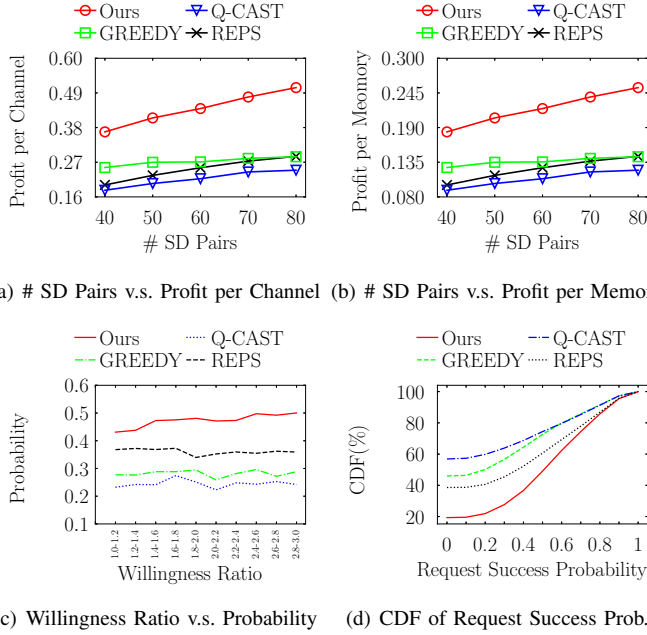 Ours Q-CAST
GREEDY REPS
Profit per Channel
0.60
0.49
0.38
0.27
0.16
40 50 60 70 80
# SD Pairs
Ours Q-CAST
GREEDY REPS
Profit per Meomory
0.300
0.245
0.190
0.135
0.080
40 50 60 70 80
# SD Pairs
a) # SD Pairs v.s. Profit per Channel (b) # SD Pairs v.s. Profit per Memor
Ours Q-CAST
GREEDY REPS
Probability
0.6
0.5
0.4
0.3
0.2
0.1
1.0-1.2 1.2-1.4 1.4-1.6 1.6-1.8 1.8-2.0 2.0-2.2 2.2-2.4 2.4-2.6 2.6-2.8 2.8-3.0
Willingness Ratio
Ours Q-CAST
GREEDY REPS
CDF(%)
100
80
60
40
20
0 0.2 0.4 0.6 0.8 1
Request Success Probability
c) Willingness Ratio v.s. Probability (d) CDF of Request Success Prob.